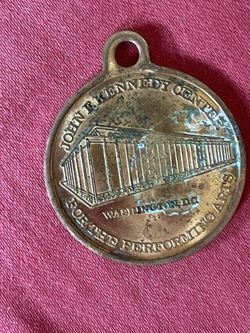 JOHN F. KENNEDY CENTER
WASHINGTON, D.C.
FOR THE PERFORMING ARTS